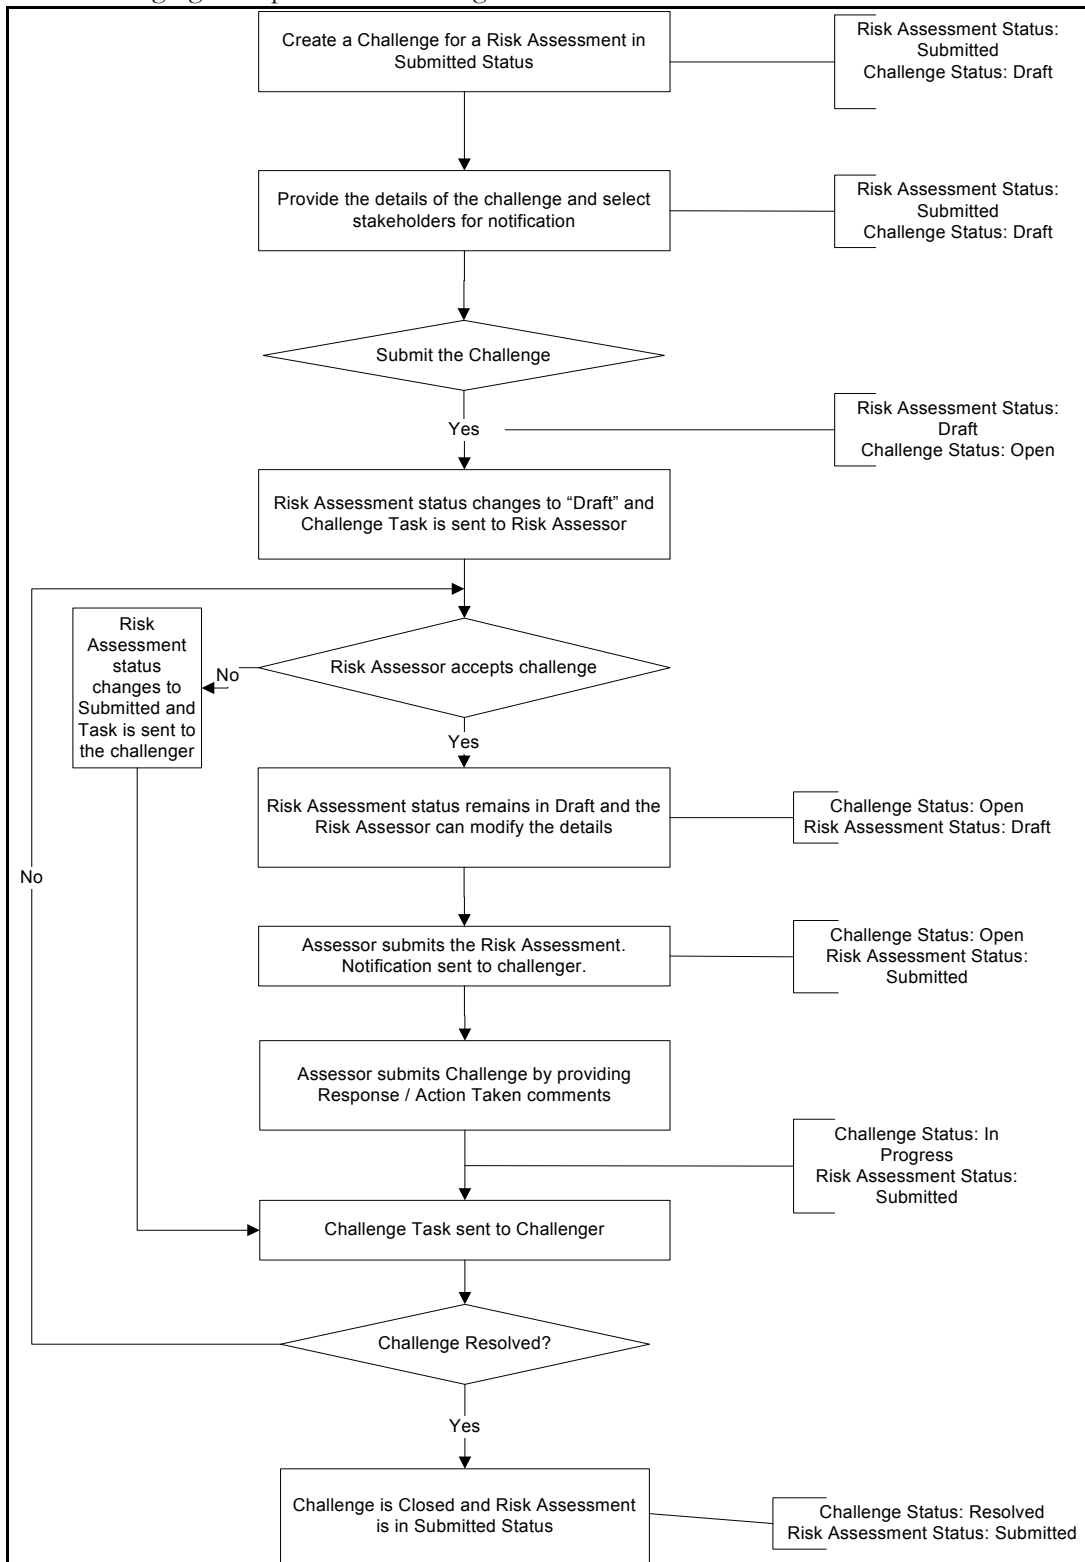 Create a Challenge for a Risk Assessment in
Submitted Status
Risk Assessment Status:
Submitted
Challenge Status: Draft
Provide the details of the challenge and select
stakeholders for notification
Risk Assessment Status:
Submitted
Challenge Status: Draft
Submit the Challenge
Yes
Risk Assessment Status:
Draft
Challenge Status: Open
Risk Assessment status changes to “Draft” and
Challenge Task is sent to Risk Assessor
Risk
Assessment
status
changes to
Submitted and
Task is sent to
the challenger
No
Risk Assessor accepts challenge
Yes
Risk Assessment status remains in Draft and the
Risk Assessor can modify the details
Challenge Status: Open
Risk Assessment Status: Draft
No
Assessor submits the Risk Assessment.
Notification sent to challenger.
Challenge Status: Open
Risk Assessment Status:
Submitted
Assessor submits Challenge by providing
Response / Action Taken comments
Challenge Status: In
Progress
Risk Assessment Status:
Submitted
Challenge Task sent to Challenger
Challenge Resolved?
Yes
Challenge is Closed and Risk Assessment
is in Submitted Status
Challenge Status: Resolved
Risk Assessment Status: Submitted